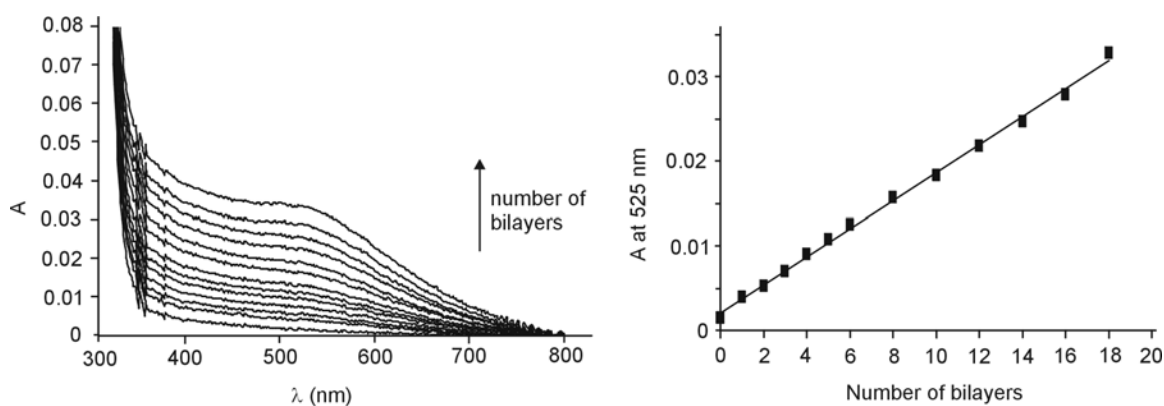 0.08
0.07
0.06
0.05
0.04
0.03
0.02
0.01
0
A
300 400 500 600 700 800
λ (nm)
number of
bilayers
0.03
0.02
0.01
0
A at 525 nm
0 2 4 6 8 10 12 14 16 18 20
Number of bilayers